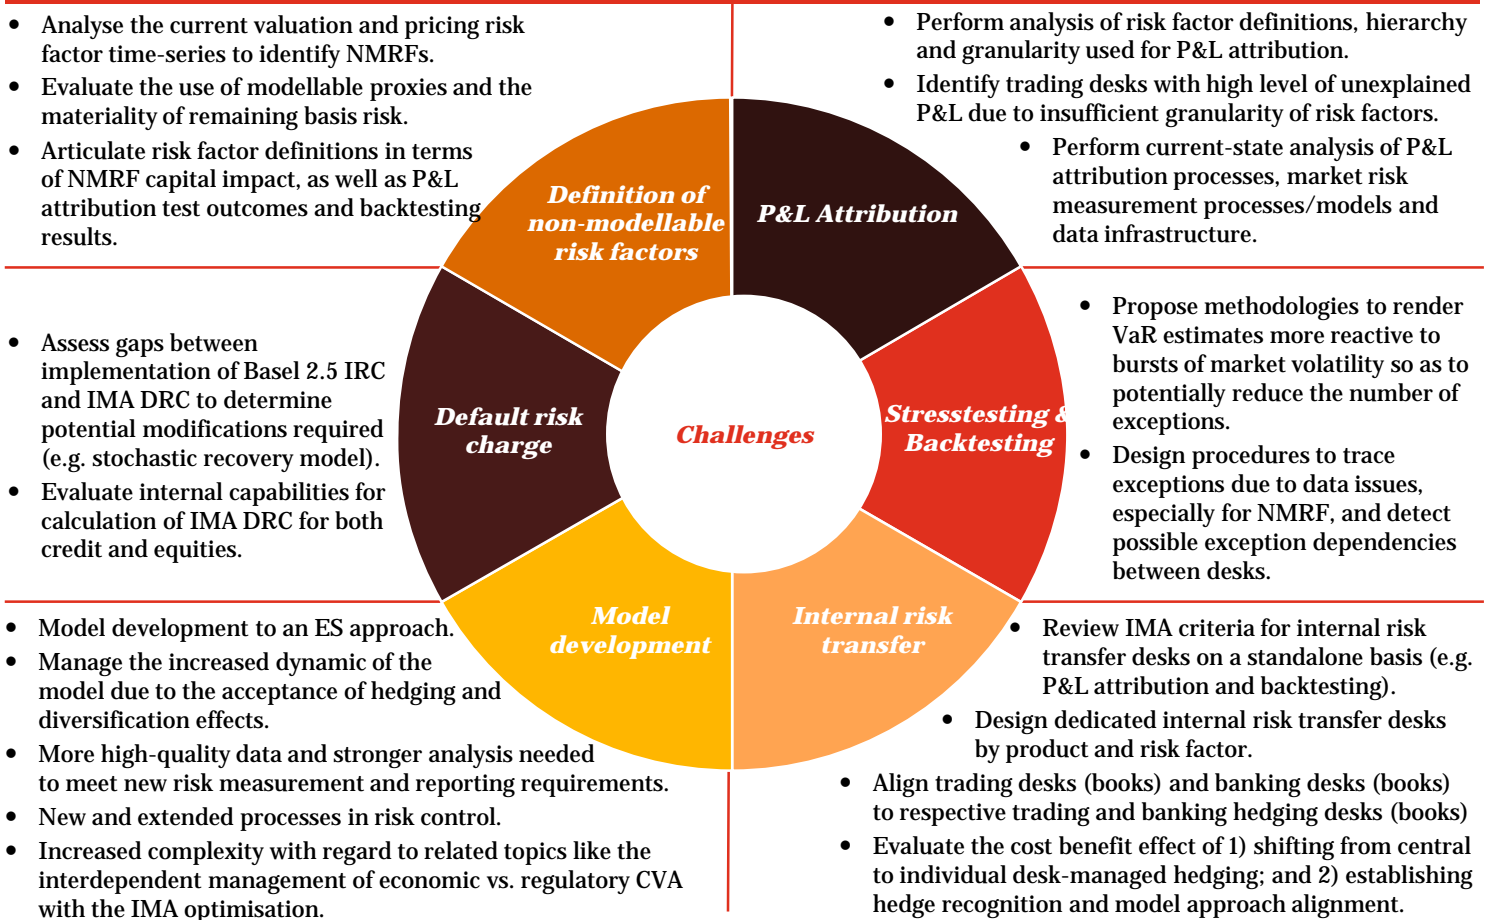 • Analyse the current valuation and pricing risk
factor time-series to identify NMRFs.
• Evaluate the use of modellable proxies and the
materiality of remaining basis risk.
• Articulate risk factor definitions in terms
of NMRF capital impact, as well as P&L
attribution test outcomes and backtesting
results.
• Perform analysis of risk factor definitions, hierarchy
and granularity used for P&L attribution.
• Identify trading desks with high level of unexplained
P&L due to insufficient granularity of risk factors.
• Perform current-state analysis of P&L
attribution processes, market risk
measurement processes/models and
data infrastructure.
Definition of
non-modellable
risk factors
P&L Attribution
• Assess gaps between
implementation of Basel 2.5 IRC
and IMA DRC to determine
potential modifications required
(e.g. stochastic recovery model).
• Evaluate internal capabilities for
calculation of IMA DRC for both
credit and equities.
Default risk
charge
Challenges
Stresstesting &
Backtesting
• Propose methodologies to render
VaR estimates more reactive to
bursts of market volatility so as to
potentially reduce the number of
exceptions.
• Design procedures to trace
exceptions due to data issues,
especially for NMRF, and detect
possible exception dependencies
between desks.
Model
development
Internal risk
transfer
• Model development to an ES approach.
• Manage the increased dynamic of the
model due to the acceptance of hedging and
diversification effects.
• More high-quality data and stronger analysis needed
to meet new risk measurement and reporting requirements.
• New and extended processes in risk control.
• Increased complexity with regard to related topics like the
interdependent management of economic vs. regulatory CVA
with the IMA optimisation.
• Review IMA criteria for internal risk
transfer desks on a standalone basis (e.g.
P&L attribution and backtesting).
• Design dedicated internal risk transfer desks
by product and risk factor.
• Align trading desks (books) and banking desks (books)
to respective trading and banking hedging desks (books)
• Evaluate the cost benefit effect of 1) shifting from central
to individual desk-managed hedging; and 2) establishing
hedge recognition and model approach alignment.